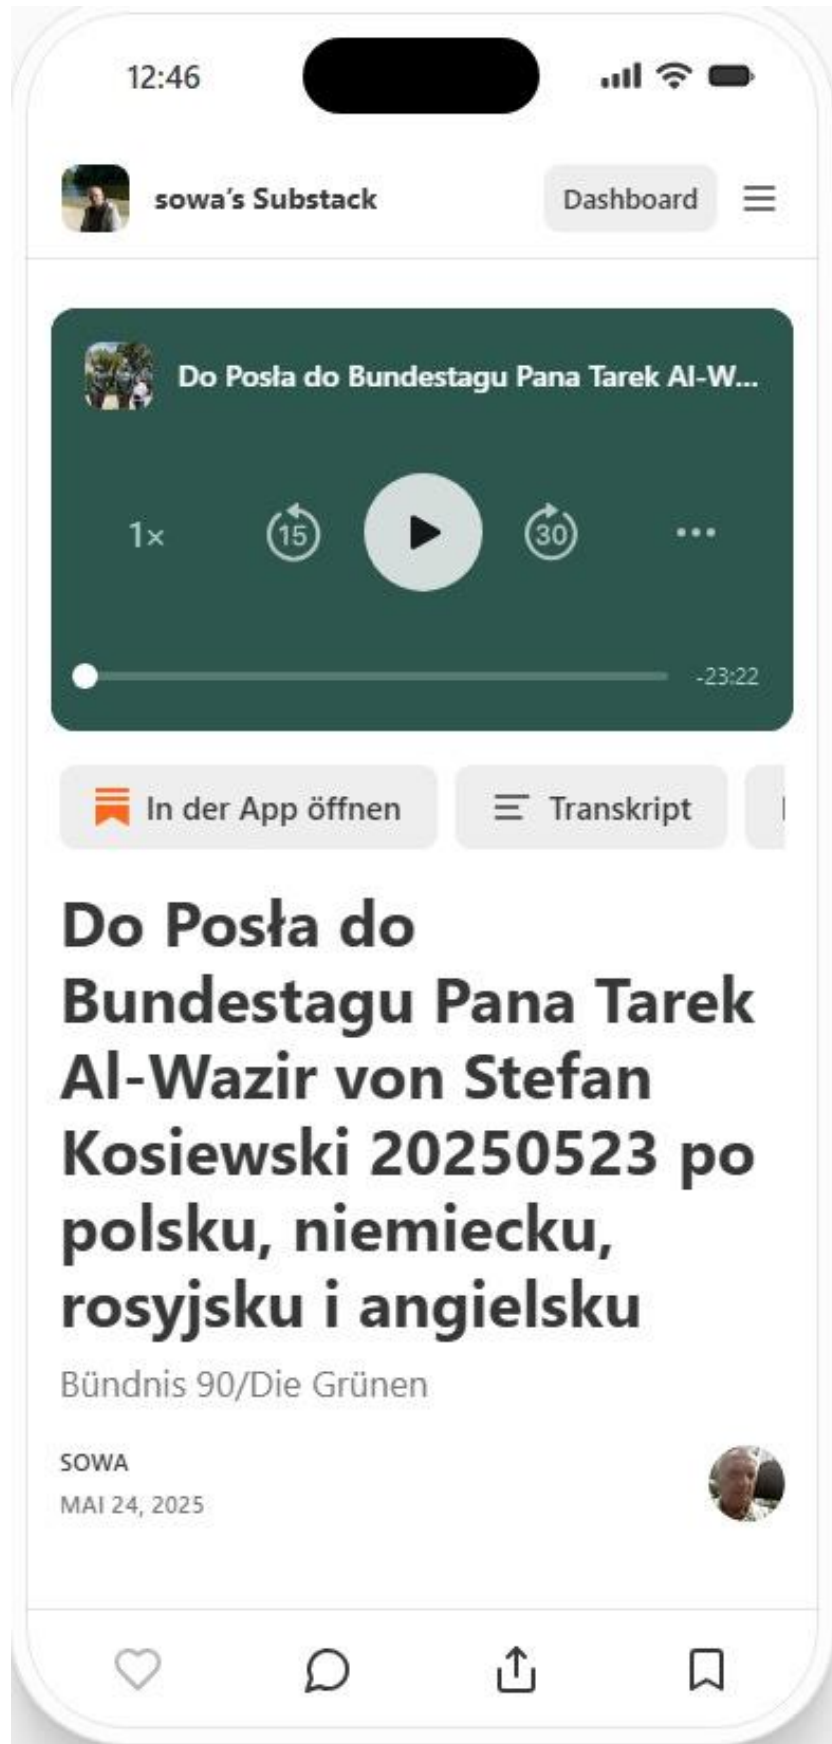 12:46
sowa's Substack
Dashboard
Do Posła do Bundestagu Pana Tarek Al-W...
1×
15
30
-23:22
In der App öffnen
Transkript
Do Posła do
Bundestagu Pana Tarek
Al-Wazir von Stefan
Kosiewski 20250523 po
polsku, niemiecku,
rosyjsku i angielsku
Bündnis 90/Die Grünen
SOWA
MAI 24, 2025